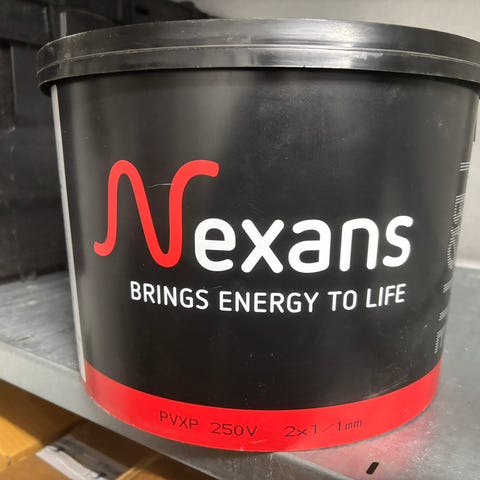 Nexans
BRINGS ENERGY TO LIFE
PVXP 250V 2x1/1mm